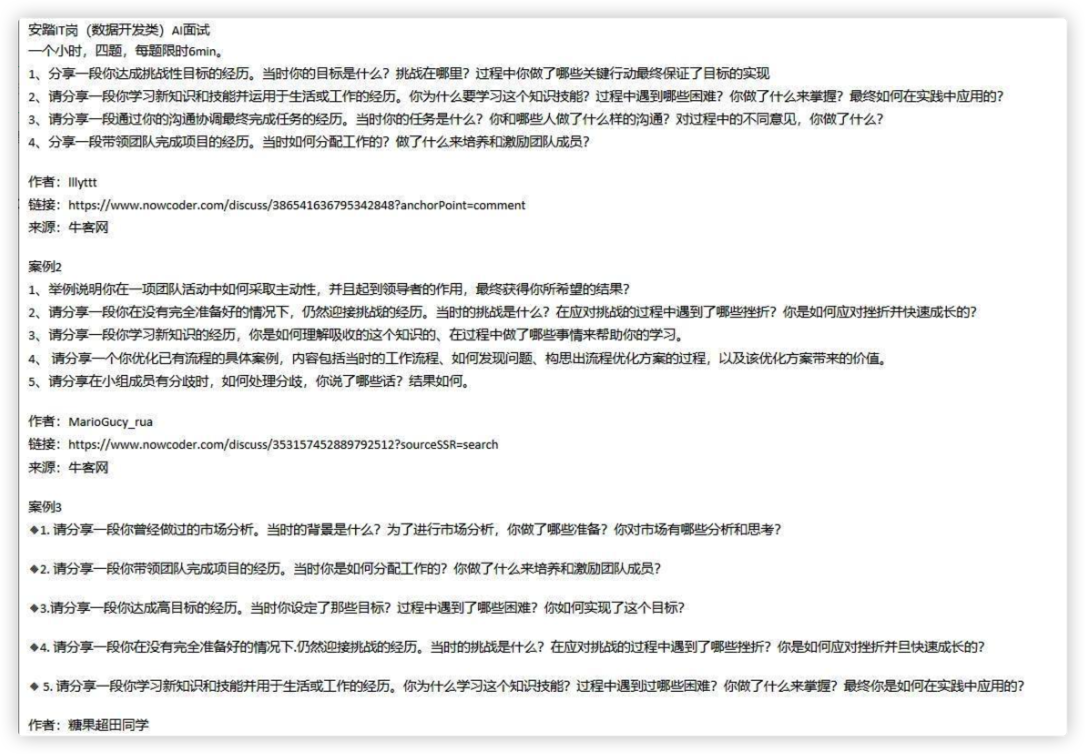 安踏IT岗（数据开发类）AI面试
一个小时，四题，每题限时6min。
1、分享一段你达成挑战性目标的经历。当时你的目标是什么？挑战在哪里？过程中你做了哪些关键行动最终保证了目标的实现
2、请分享一段你学习新知识和技能并运用于生活或工作的经历。你为什么要学习这个知识技能？过程中遇到哪些困难？你做了什么来掌握？最终如何在实践中应用的？
3、请分享一段通过你的沟通协调最终完成任务的经历。当时你的任务是什么？你和哪些人做了什么样的沟通？对过程中的不同意见，你做了什么？
4、分享一段带领团队完成项目的经历。当时如何分配工作的？做了什么来培养和激励团队成员？
作者：lllyttt
链接：https://www.nowcoder.com/discuss/386541636795342848?anchorPoint=comment
来源：牛客网
案例2
1、举例说明你在一项团队活动中如何采取主动性，并且起到领导者的作用，最终获得你所希望的结果？
2、请分享一段你在没有完全准备好的情况下，仍然迎接挑战的经历。当时的挑战是什么？在应对挑战的过程中遇到了哪些挫折？你是如何应对挫折并快速成长的？
3、请分享一段你学习新知识的经历，你是如何理解吸收的这个知识的、在过程中做了哪些事情来帮助你的学习。
4、 请分享一个你优化已有流程的具体案例，内容包括当时的工作流程、如何发现问题、构思出流程优化方案的过程，以及该优化方案带来的价值。
5、请分享在小组成员有分歧时，如何处理分歧，你说了哪些话？结果如何。
作者：MarioGucy_rua
链接：https://www.nowcoder.com/discuss/353157452889792512?sourceSSR=search
来源：牛客网
案例3
◆1. 请分享一段你曾经做过的市场分析。当时的背景是什么？为了进行市场分析，你做了哪些准备？你对市场有哪些分析和思考？
◆2. 请分享一段你带领团队完成项目的经历。当时你是如何分配工作的？你做了什么来培养和激励团队成员？
◆3.请分享一段你达成高目标的经历。当时你设定了那些目标？过程中遇到了哪些困难？你如何实现了这个目标？
◆4. 请分享一段你在没有完全准备好的情况下.仍然迎接挑战的经历。当时的挑战是什么？在应对挑战的过程中遇到了哪些挫折？你是如何应对挫折并且快速成长的？
◆ 5. 请分享一段你学习新知识和技能并用于生活或工作的经历。你为什么学习这个知识技能？过程中遇到过哪些困难？你做了什么来掌握？最终你是如何在实践中应用的？
作者：糖果超田同学